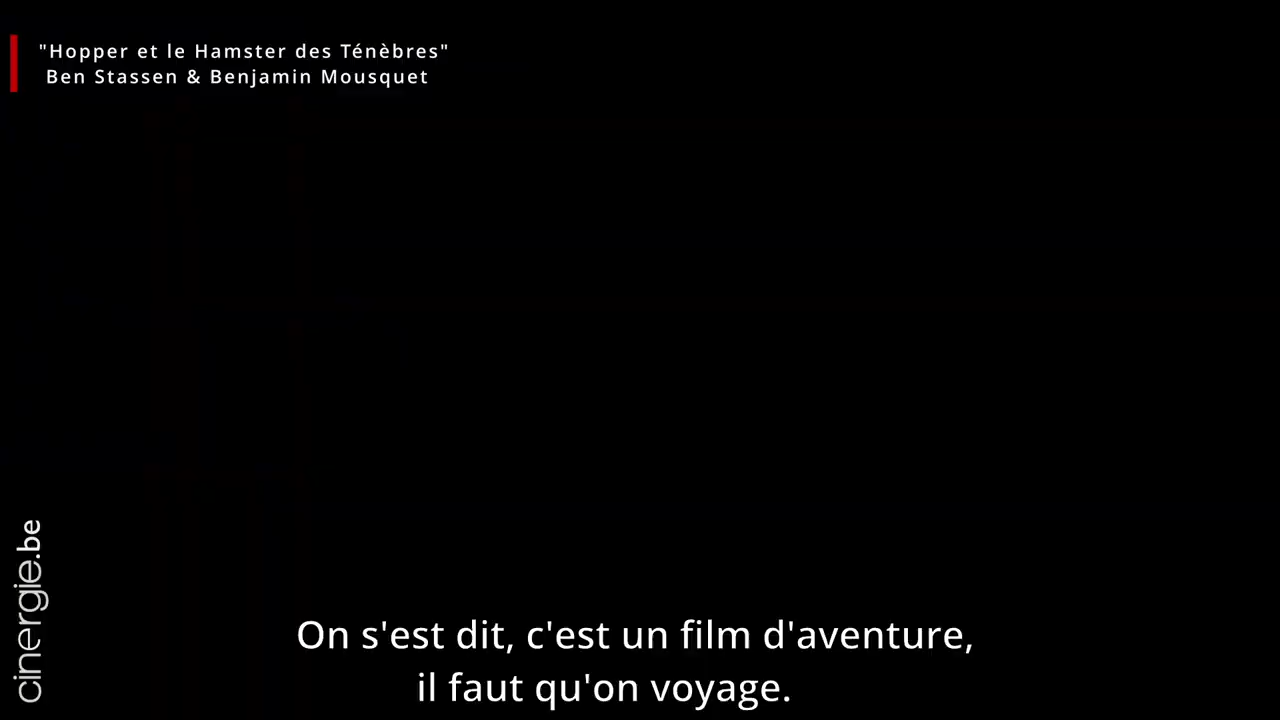 "Hopper et le Hamster des Ténèbres"
Ben Stassen & Benjamin Mousquet
cinergie.be
On s'est dit, c'est un film d'aventure,
il faut qu'on voyage.